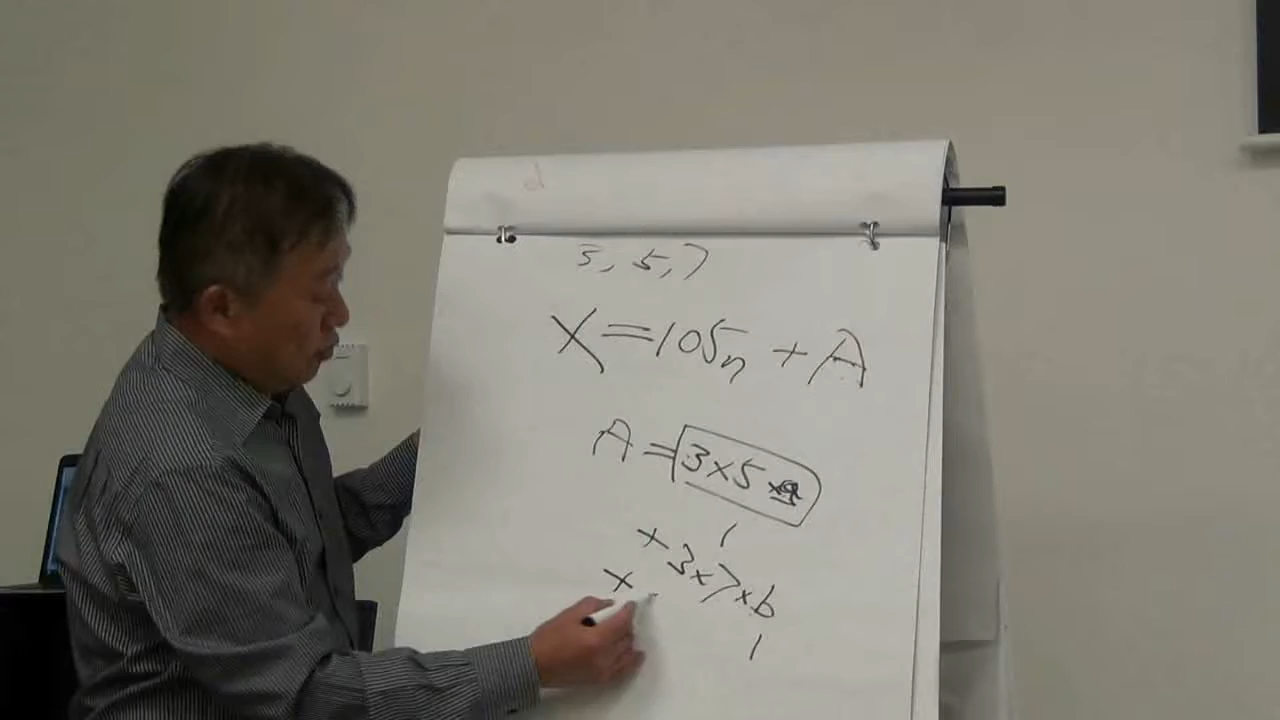 3, 5, 7
X = 105n + A
A = 3×5
1
+ 3×7×b
+
1